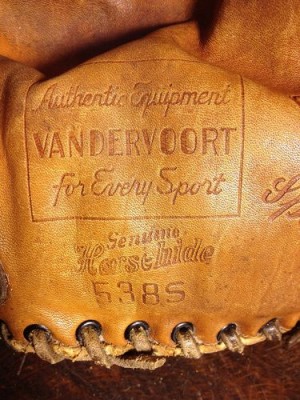 Authentic Equipment
VANDERVOORT
for Every Sport
Genuine
Horsehide
538S